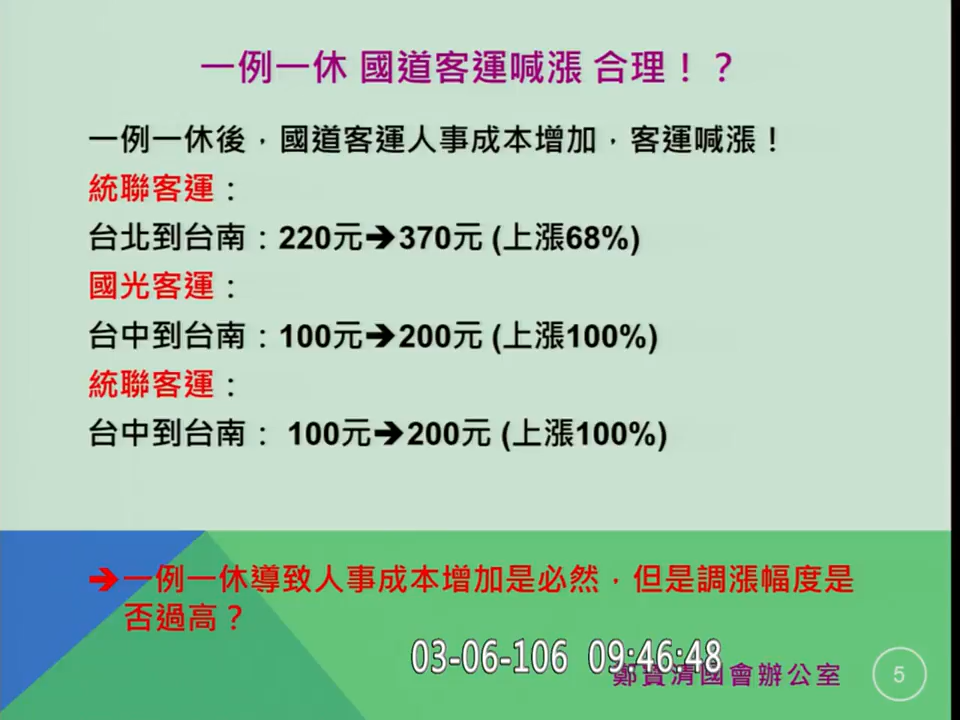 一例一休 國道客運喊漲 合理！？
一例一休後，國道客運人事成本增加，客運喊漲！
統聯客運：
台北到台南：220元➔370元 (上漲68%)
國光客運：
台中到台南：100元➔200元 (上漲100%)
統聯客運：
台中到台南： 100元➔200元 (上漲100%)
➔一例一休導致人事成本增加是必然，但是調漲幅度是
否過高？
03-06-106 09:46:48
鄭寶清國會辦公室
5